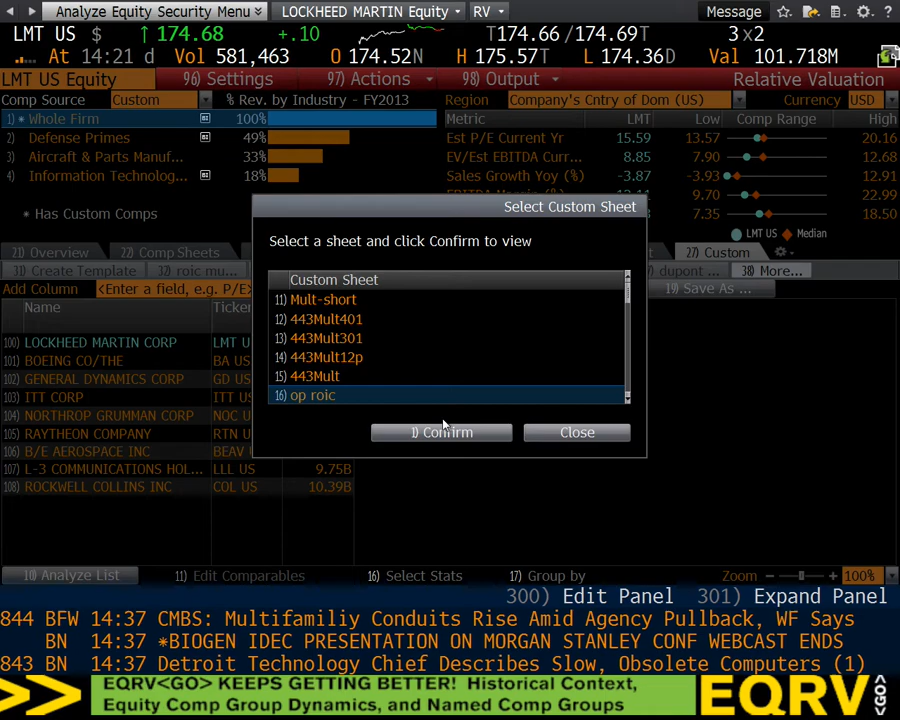 Analyze Equity Security Menu LOCKHEED MARTIN Equity RV Message ?
LMT US $ ↑ 174.68 +.10 T174.66 /174.69T 3x2
At 14:21 d Vol 581,463 O 174.52N H 175.57T L 174.36D Val 101.718M
LMT US Equity 96) Settings 97) Actions 98) Output Relative Valuation
Comp Source Custom % Rev. by Industry - FY2013 Region Company's Cntry of Dom (US) Currency USD
1) * Whole Firm 100% Metric LMT Low Comp Range High
2) Defense Primes 49% Est P/E Current Yr 15.59 13.57 20.16
3) Aircraft & Parts Manuf... 33% EV/Est EBITDA Curr... 8.85 7.90 12.68
4) Information Technolog... 18% Sales Growth Yoy (%) -3.87 -3.93 12.91
9.70 22.99
* Has Custom Comps 7.35 18.50
LMT US Median
21) Overview 22) Comp Sheets 27) Custom
31) Create Template 32) roic mu... 7) dupont ... 38) More...
Add Column <Enter a field, e.g. P/E> 19) Save As ...
Name Ticker
100) LOCKHEED MARTIN CORP LMT US
101) BOEING CO/THE BA US
102) GENERAL DYNAMICS CORP GD US
103) ITT CORP ITT US
104) NORTHROP GRUMMAN CORP NOC U
105) RAYTHEON COMPANY RTN U
106) B/E AEROSPACE INC BEAV
107) L-3 COMMUNICATIONS HOL... LLL US 9.75B
108) ROCKWELL COLLINS INC COL US 10.39B
Select Custom Sheet
Select a sheet and click Confirm to view
Custom Sheet
11) Mult-short
12) 443Mult401
13) 443Mult301
14) 443Mult12p
15) 443Mult
16) op roic
1) Confirm Close
10) Analyze List 11) Edit Comparables 16) Select Stats 17) Group by Zoom - + 100%
300) Edit Panel 301) Expand Panel
844 BFW 14:37 CMBS: Multifamiliy Conduits Rise Amid Agency Pullback, WF Says
BN 14:37 *BIOGEN IDEC PRESENTATION ON MORGAN STANLEY CONF WEBCAST ENDS
843 BN 14:37 Detroit Technology Chief Describes Slow, Obsolete Computers (1)
EQRV<GO> KEEPS GETTING BETTER! Historical Context,
Equity Comp Group Dynamics, and Named Comp Groups
EQRV <GO>